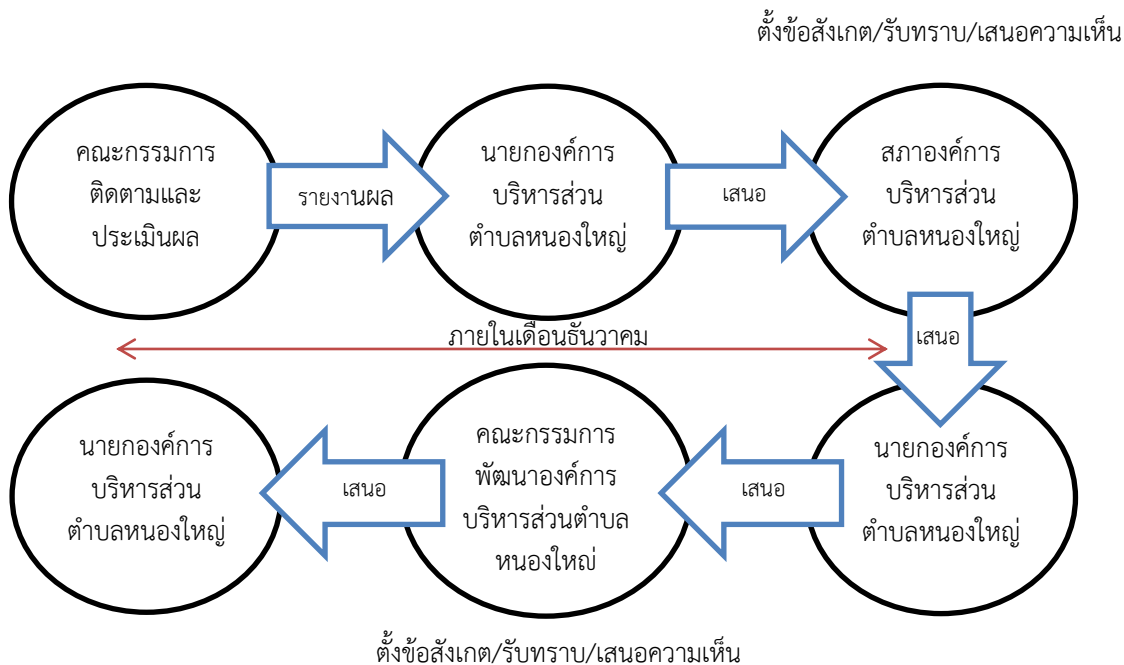 ตั้งข้อสังเกต/รับทราบ/เสนอความเห็น
คณะกรรมการ
ติดตามและ
ประเมินผล
รายงานผล
นายกองค์การ
บริหารส่วน
ตำบลหนองใหญ่
เสนอ
สภาองค์การ
บริหารส่วน
ตำบลหนองใหญ่
เสนอ
ภายในเดือนธันวาคม
นายกองค์การ
บริหารส่วน
ตำบลหนองใหญ่
เสนอ
คณะกรรมการ
พัฒนาองค์การ
บริหารส่วนตำบล
หนองใหญ่
เสนอ
นายกองค์การ
บริหารส่วน
ตำบลหนองใหญ่
ตั้งข้อสังเกต/รับทราบ/เสนอความเห็น